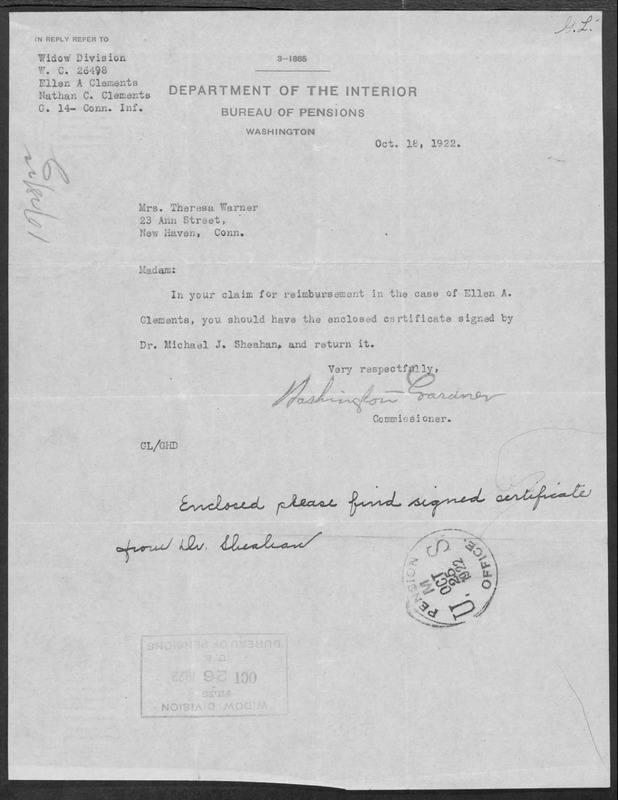 G.L.
IN REPLY REFER TO
Widow Division
W. C. 26498
Ellen A Clements
Nathan C. Clements
C. 14- Conn. Inf.
3-1865
DEPARTMENT OF THE INTERIOR
BUREAU OF PENSIONS
WASHINGTON
Oct. 18, 1922.
Mrs. Theresa Warner
23 Ann Street,
New Haven, Conn.
Madam:
In your claim for reimbursement in the case of Ellen A.
Clements, you should have the enclosed certificate signed by
Dr. Michael J. Sheahan, and return it.
Very respectfully,
Washington Gardner
Commissioner.
CL/GHD
Enclosed please find signed certificate
from Dr. Sheahan
U. S. PENSION OFFICE.
M
OCT
25
1922
WIDOW DIVISION
OCT 26 1922
U. S.
BUREAU OF PENSIONS